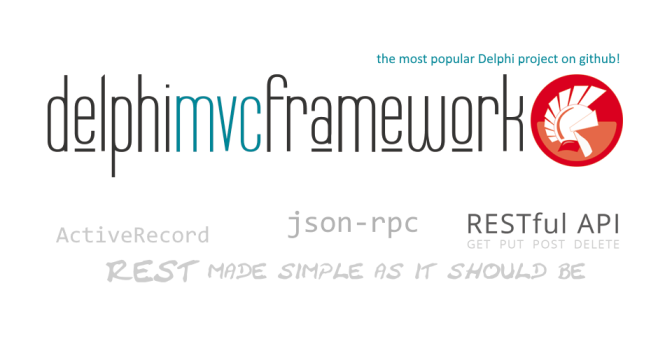 the most popular Delphi project on github!
delphimvcframework
json-rpc
RESTful API
ActiveRecord
GET PUT POST DELETE
REST MADE SIMPLE AS IT SHOULD BE